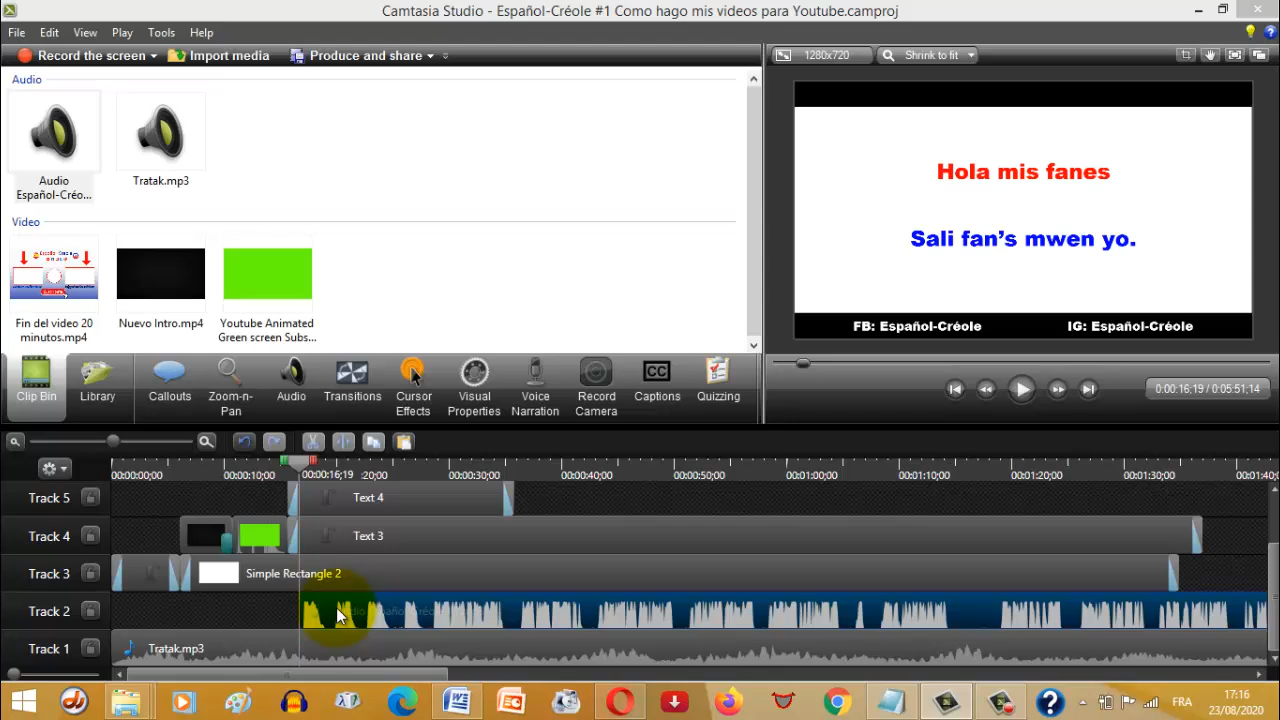 Camtasia Studio - Español-Créole #1 Como hago mis videos para Youtube.camproj
File Edit View Play Tools Help
Record the screen Import media Produce and share
1280x720 Shrink to fit
Audio
Audio
Español-Créo...
Tratak.mp3
Video
Fin del video 20
minutos.mp4
Nuevo Intro.mp4
Youtube Animated
Green screen Subs...
Hola mis fanes
Sali fan's mwen yo.
FB: Español-Créole IG: Español-Créole
Clip Bin
Library
Callouts
Zoom-n-
Pan
Audio
Transitions
Cursor
Effects
Visual
Properties
Voice
Narration
Record
Camera
CC
Captions
Quizzing
0:00:16;19 / 0:05:51;14
00:00:00;00 00:00:10;00 00:00:16;19 :20;00 00:00:30;00 00:00:40;00 00:00:50;00 00:01:00;00 00:01:10;00 00:01:20;00 00:01:30;00 00:01:40;0
Track 5 Text 4
Track 4 Text 3
Track 3 Simple Rectangle 2
Track 2
Track 1 Tratak.mp3
FR
17:16
23/08/2020